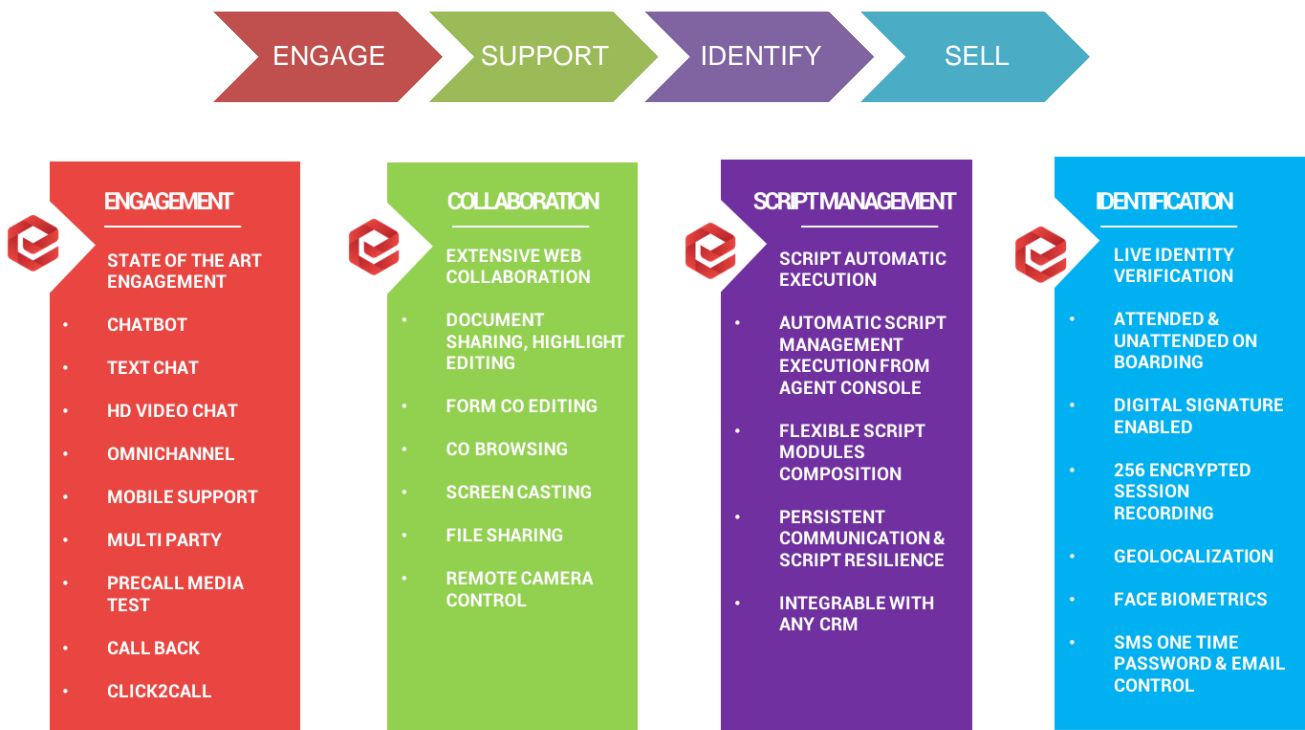 ENGAGE
SUPPORT
IDENTIFY
SELL
ENGAGEMENT
STATE OF THE ART
ENGAGEMENT
• CHATBOT
• TEXT CHAT
• HD VIDEO CHAT
• OMNICHANNEL
• MOBILE SUPPORT
• MULTI PARTY
• PRECALL MEDIA
TEST
• CALL BACK
• CLICK2CALL
COLLABORATION
EXTENSIVE WEB
COLLABORATION
• DOCUMENT
SHARING, HIGHLIGHT
EDITING
• FORM CO EDITING
• CO BROWSING
• SCREEN CASTING
• FILE SHARING
• REMOTE CAMERA
CONTROL
SCRIPT MANAGEMENT
SCRIPT AUTOMATIC
EXECUTION
• AUTOMATIC SCRIPT
MANAGEMENT
EXECUTION FROM
AGENT CONSOLE
• FLEXIBLE SCRIPT
MODULES
COMPOSITION
• PERSISTENT
COMMUNICATION &
SCRIPT RESILIENCE
• INTEGRABLE WITH
ANY CRM
IDENTIFICATION
LIVE IDENTITY
VERIFICATION
• ATTENDED &
UNATTENDED ON
BOARDING
• DIGITAL SIGNATURE
ENABLED
• 256 ENCRYPTED
SESSION
RECORDING
• GEOLOCALIZATION
• FACE BIOMETRICS
• SMS ONE TIME
PASSWORD & EMAIL
CONTROL